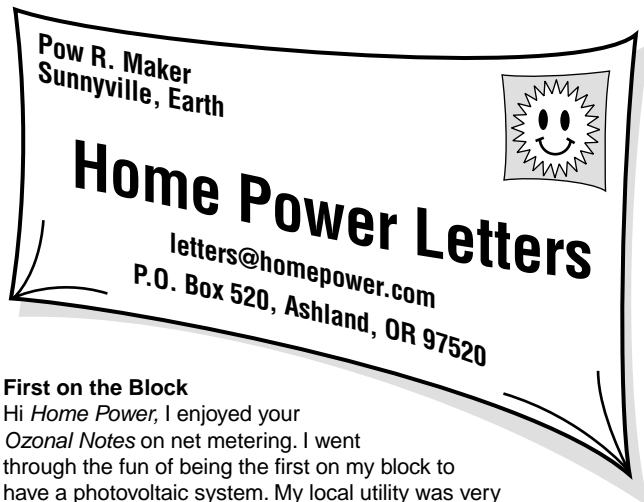 Pow R. Maker
Sunnyville, Earth
Home Power Letters
letters@homepower.com
P.O. Box 520, Ashland, OR 97520
First on the Block
Hi Home Power, I enjoyed your
Ozonal Notes on net metering. I went
through the fun of being the first on my block to
have a photovoltaic system. My local utility was very